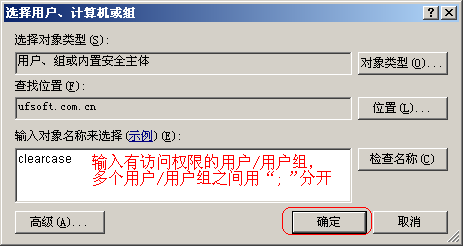 选择用户、计算机或组
选择对象类型(S):
用户、组或内置安全主体
对象类型(O)...
查找位置(F):
ufsoft.com.cn
位置(L)...
输入对象名称来选择(示例)(E):
clearcase
输入有访问权限的用户/用户组,
多个用户/用户组之间用“;”分开
检查名称(C)
高级(A)...
确定
取消